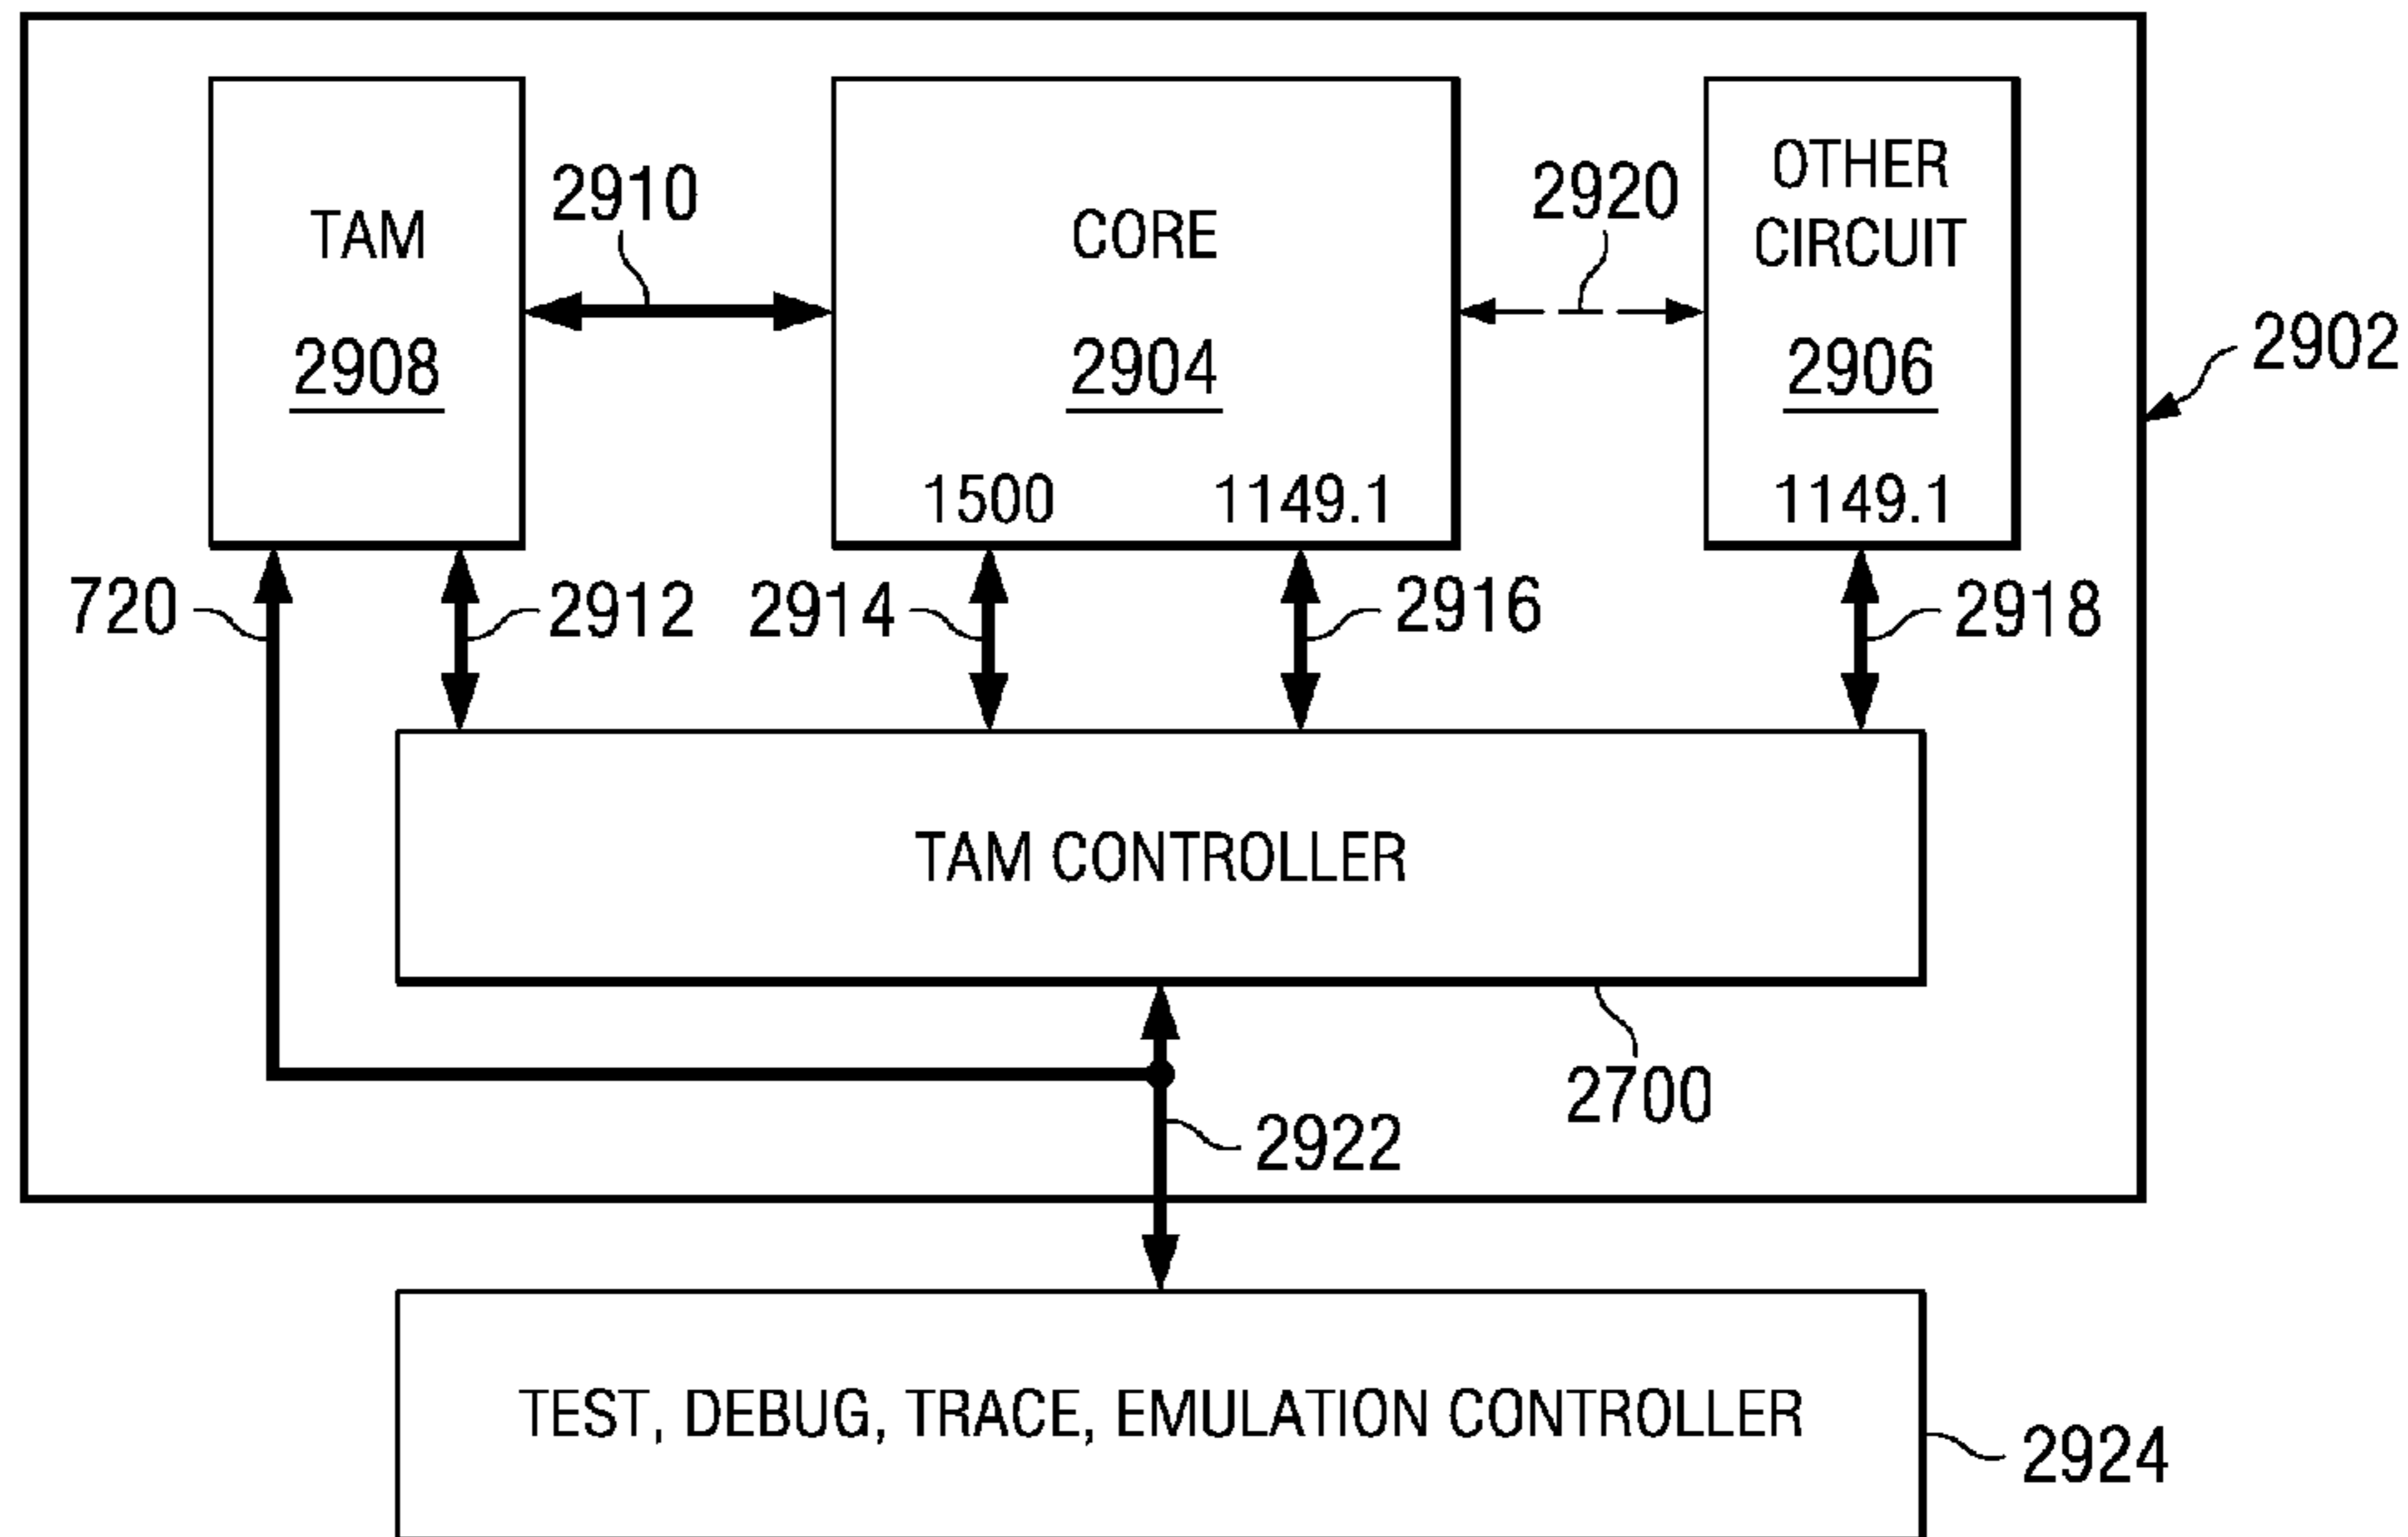 TAM
2908
2910
CORE
2904
1500 1149.1
2920
OTHER
CIRCUIT
2906
1149.1
2902
720
2912
2914
2916
2918
TAM CONTROLLER
2700
2922
TEST, DEBUG, TRACE, EMULATION CONTROLLER
2924